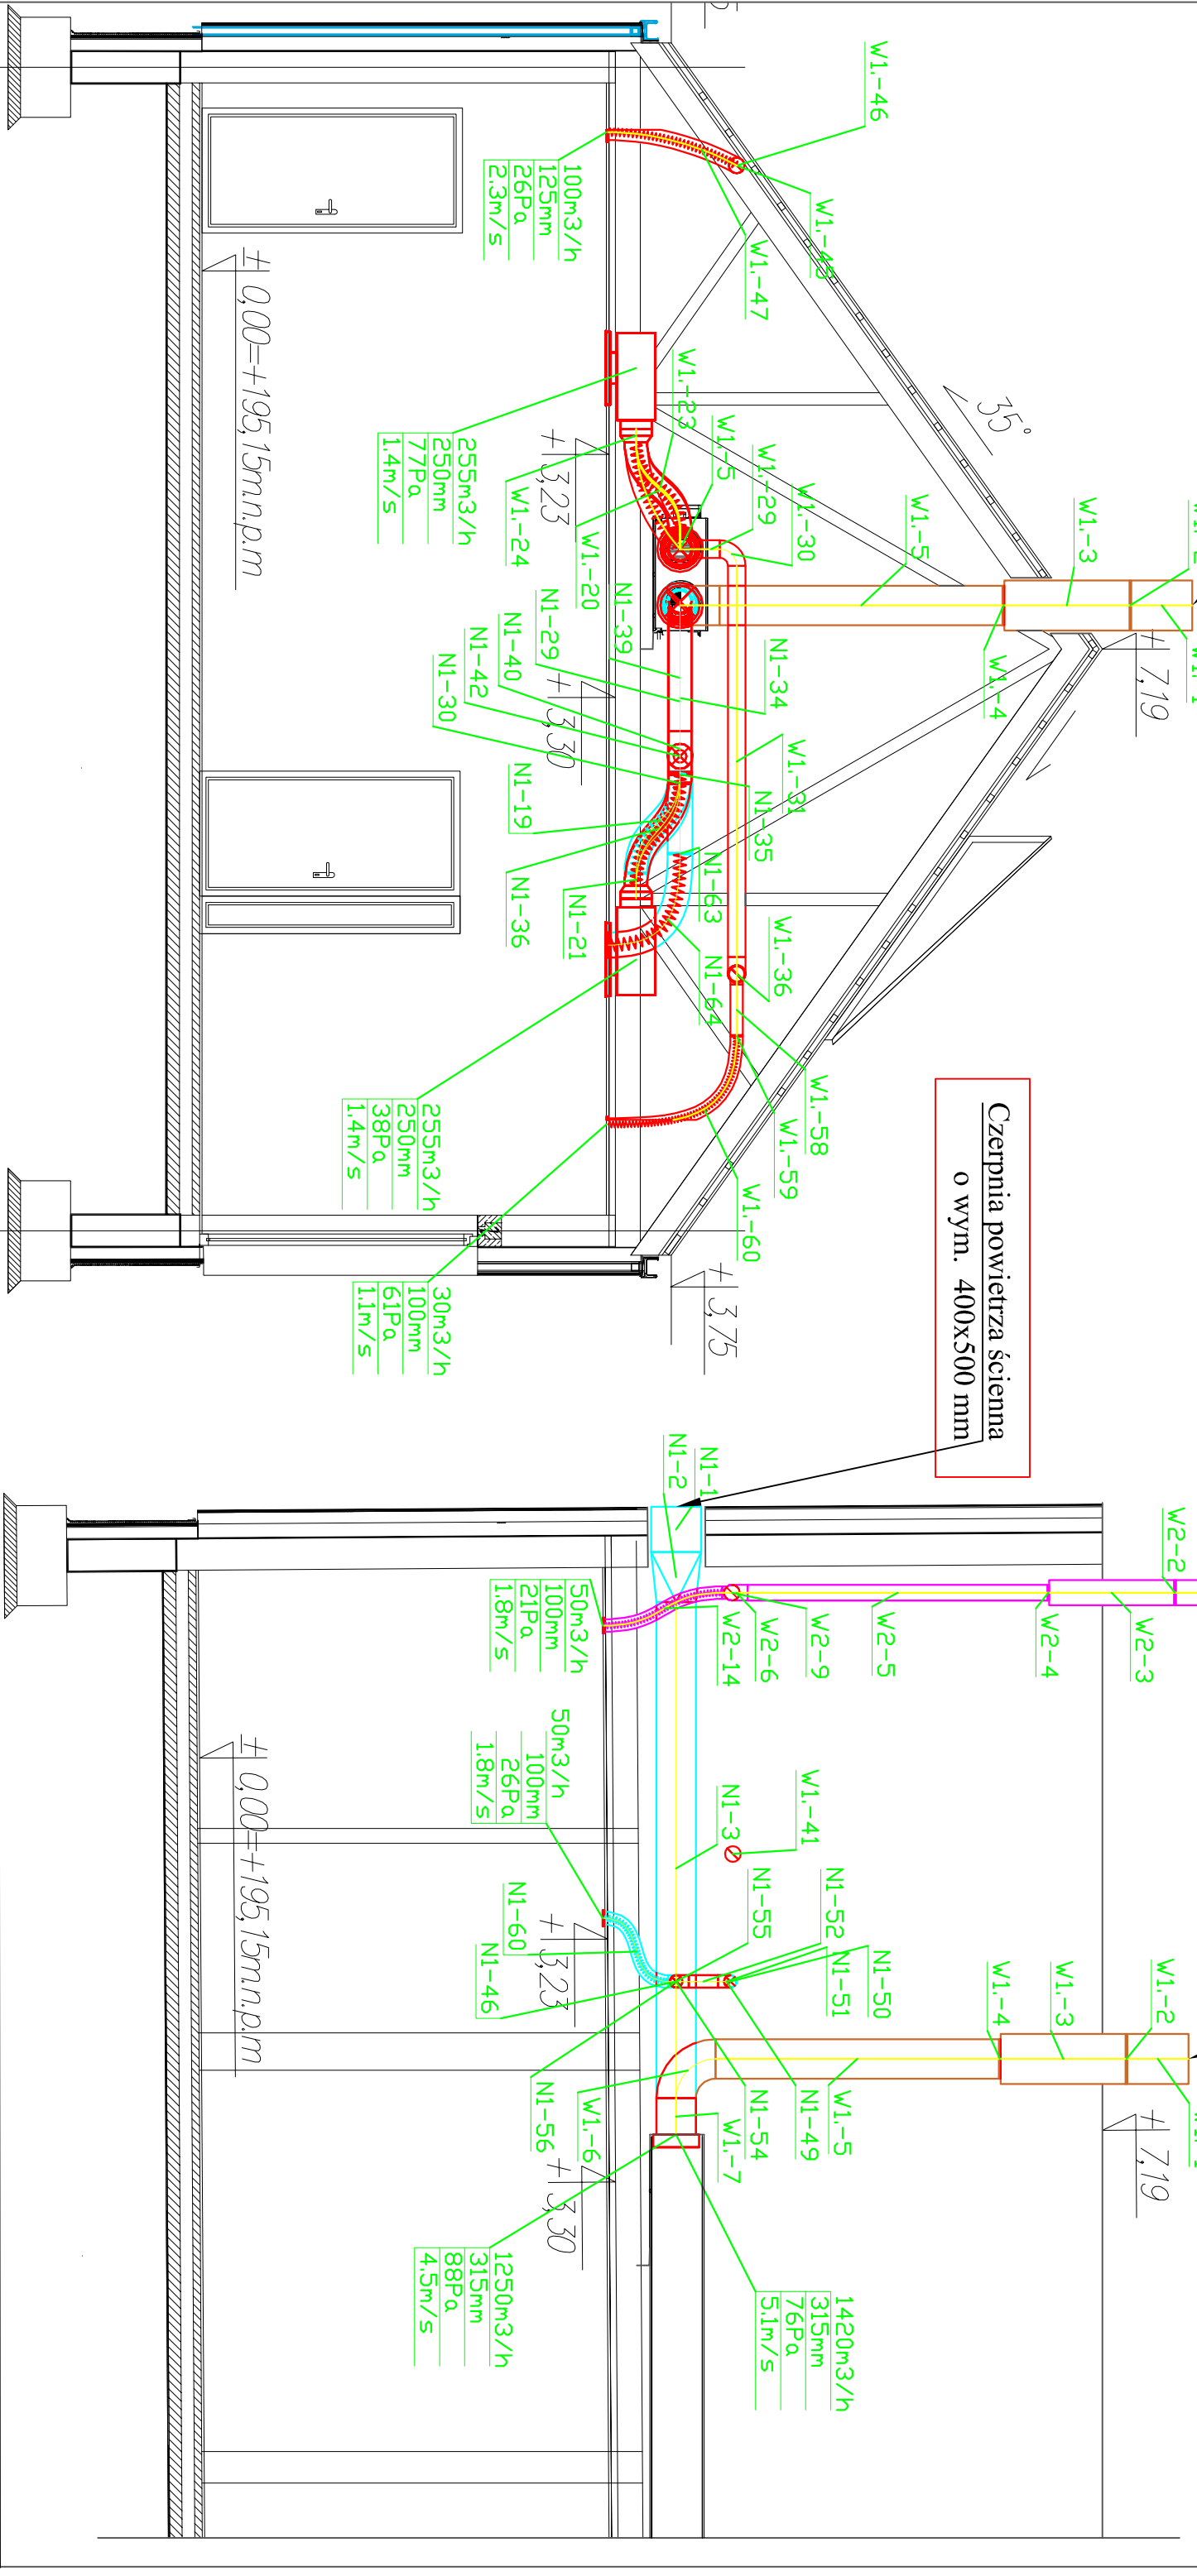 W1.-46
W1.-47
100m3/h
125mm
26Pa
2.3m/s
± 0,00=+195,15m.n.p.m
35°
W1.-23
W1.-5
W1.-29
W1.-30
W1.-5
W1.-3
W1.-4
+ 7,19
255m3/h
250mm
77Pa
1.4m/s
+ 3,23
W1.-24
W1.-20
N1-39
N1-29
N1-40
N1-42
N1-30
+ 3,30
N1-34
W1.-31
N1-35
N1-19
N1-36
N1-21
N1-63
N1-64
W1.-36
W1.-58
W1.-59
W1.-60
255m3/h
250mm
38Pa
1.4m/s
30m3/h
100mm
61Pa
1.1m/s
+ 3,75
Czerpnia powietrza ścienna
o wym. 400x500 mm
N1-1
N1-2
W2-2
W2-3
W2-4
W2-5
W2-9
W2-6
W2-14
50m3/h
100mm
21Pa
1.8m/s
50m3/h
100mm
26Pa
1.8m/s
± 0,00=+195,15m.n.p.m
N1-3
W1.-41
N1-55
N1-52
N1-51
N1-50
N1-60
N1-46
+ 3,23
N1-56
W1.-6
+ 3,30
W1.-4
W1.-3
W1.-2
W1.-5
N1-49
N1-54
W1.-7
+ 7,19
1250m3/h
315mm
88Pa
4.5m/s
1420m3/h
315mm
76Pa
5.1m/s